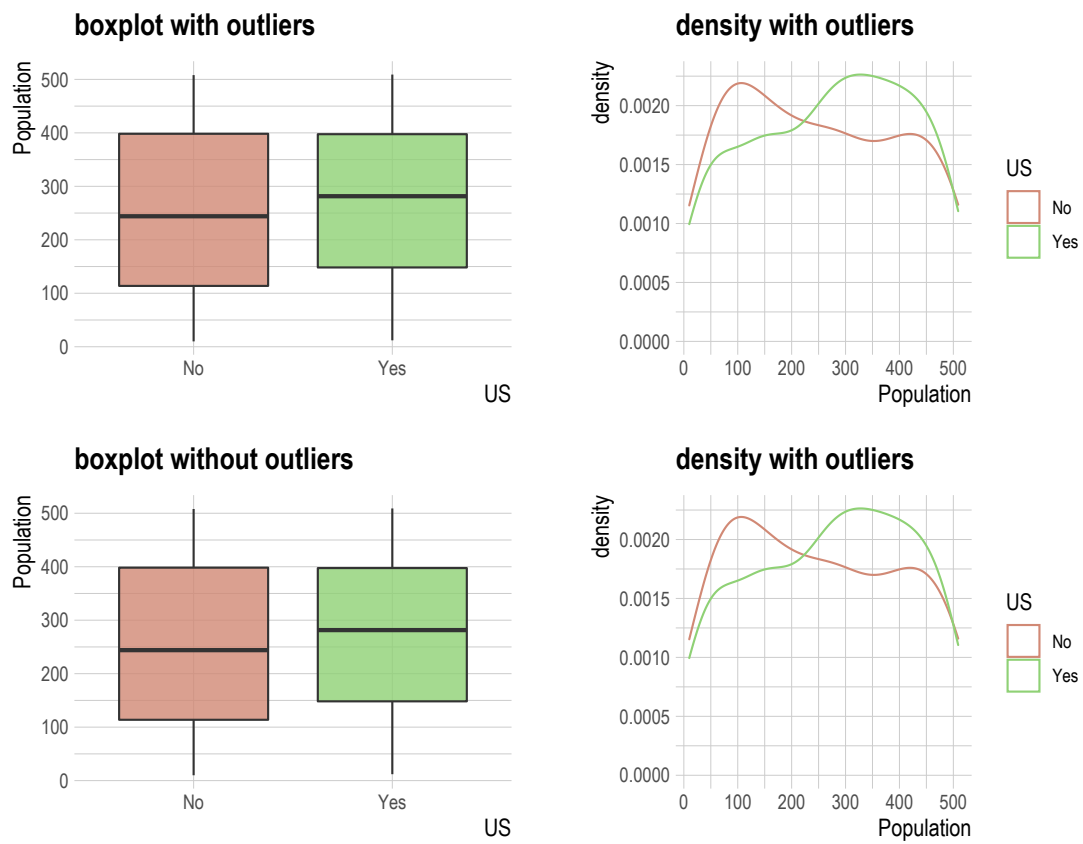 boxplot with outliers
Population
500
400
300
200
100
0
No
Yes
US
density with outliers
density
0.0020
0.0015
0.0010
0.0005
0.0000
0 100 200 300 400 500
Population
US
No
Yes
boxplot without outliers
Population
500
400
300
200
100
0
No
Yes
US
density with outliers
density
0.0020
0.0015
0.0010
0.0005
0.0000
0 100 200 300 400 500
Population
US
No
Yes